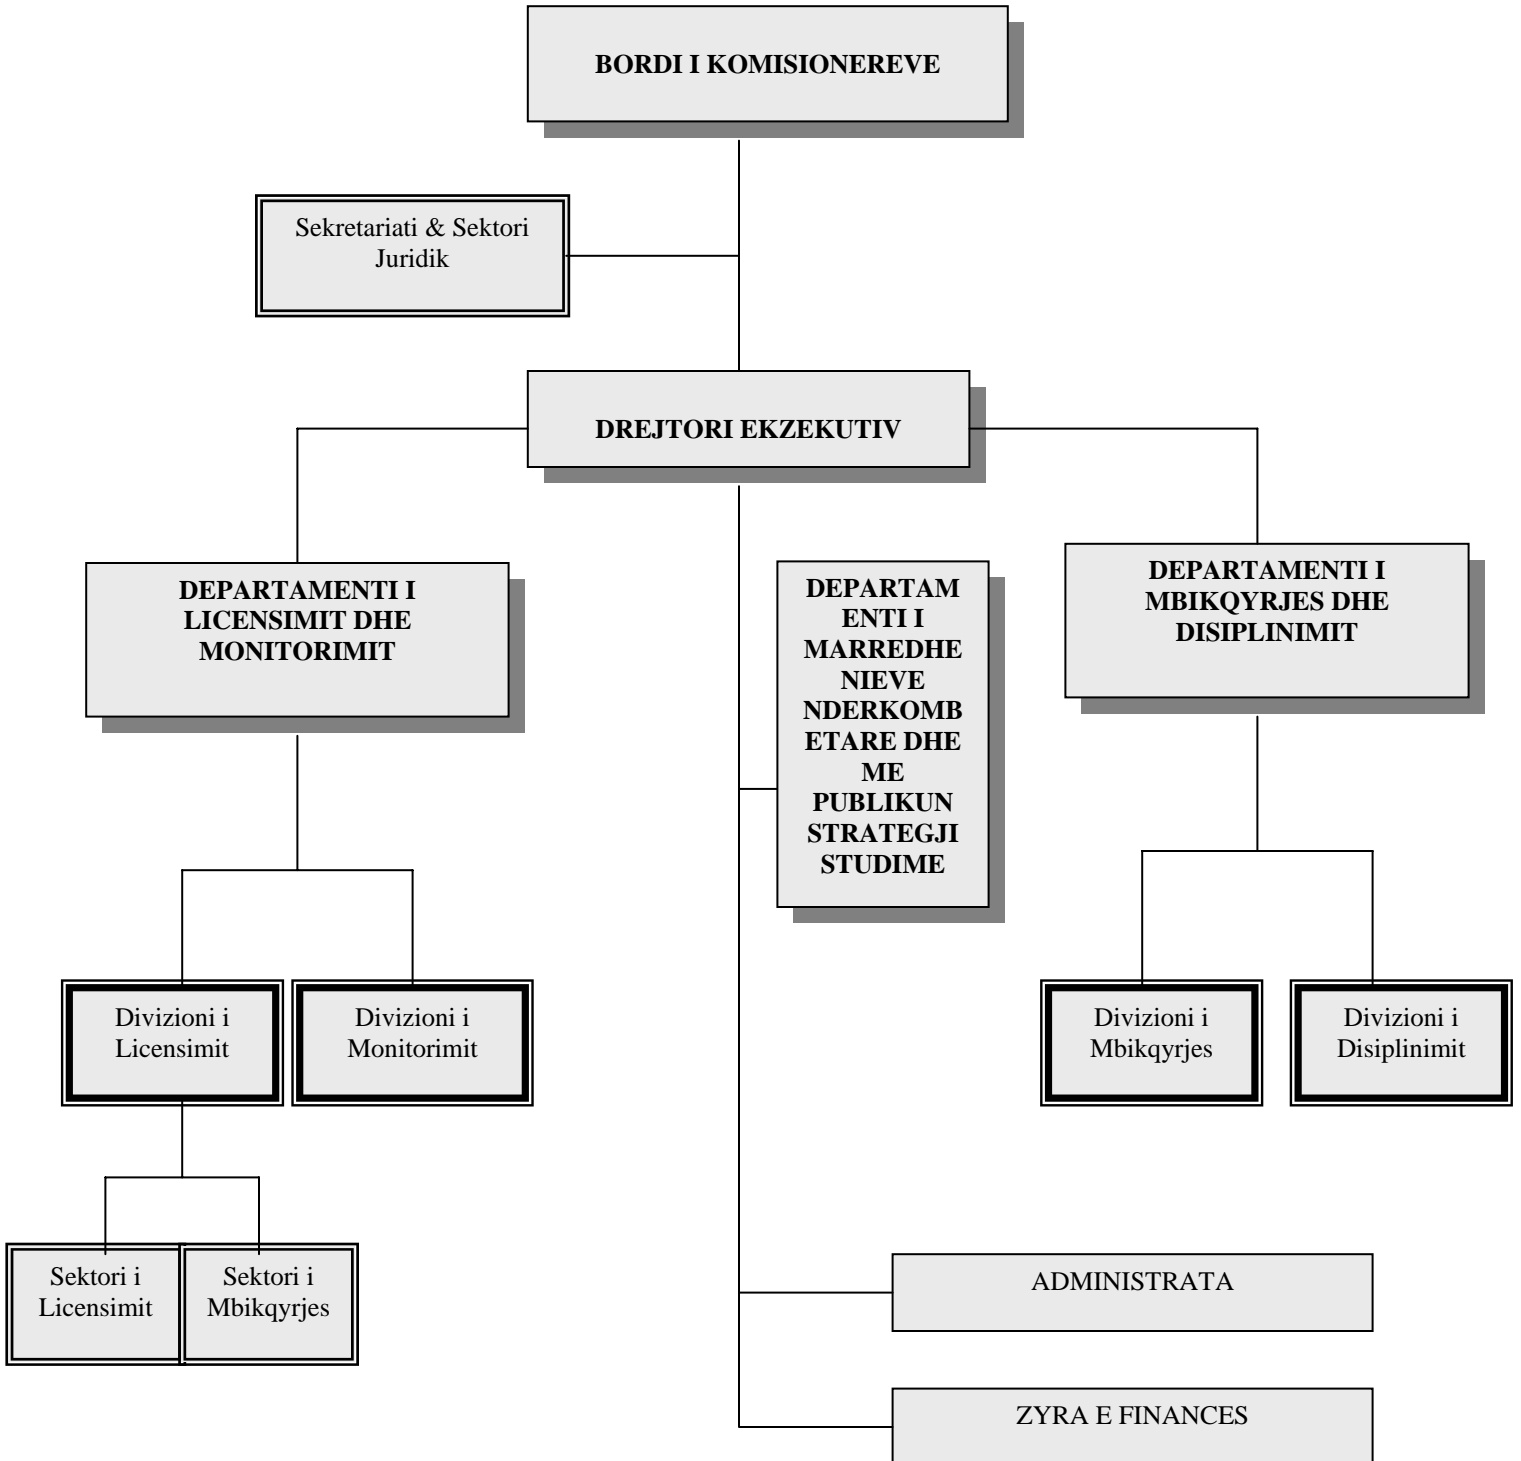 BORDI I KOMISIONEREVE
Sekretariati & Sektori
Juridik
DREJTORI EKZEKUTIV
DEPARTAMENTI I
LICENSIMIT DHE
MONITORIMIT
DEPARTAM
ENTI I
MARREDHE
NIEVE
NDERKOMB
ETARE DHE
ME
PUBLIKUN
STRATEGJI
STUDIME
DEPARTAMENTI I
MBIKQYRJES DHE
DISIPLINIMIT
Divizioni i
Licensimit
Divizioni i
Monitorimit
Divizioni i
Mbikqyrjes
Divizioni i
Disiplinimit
Sektori i
Licensimit
Sektori i
Mbikqyrjes
ADMINISTRATA
ZYRA E FINANCES